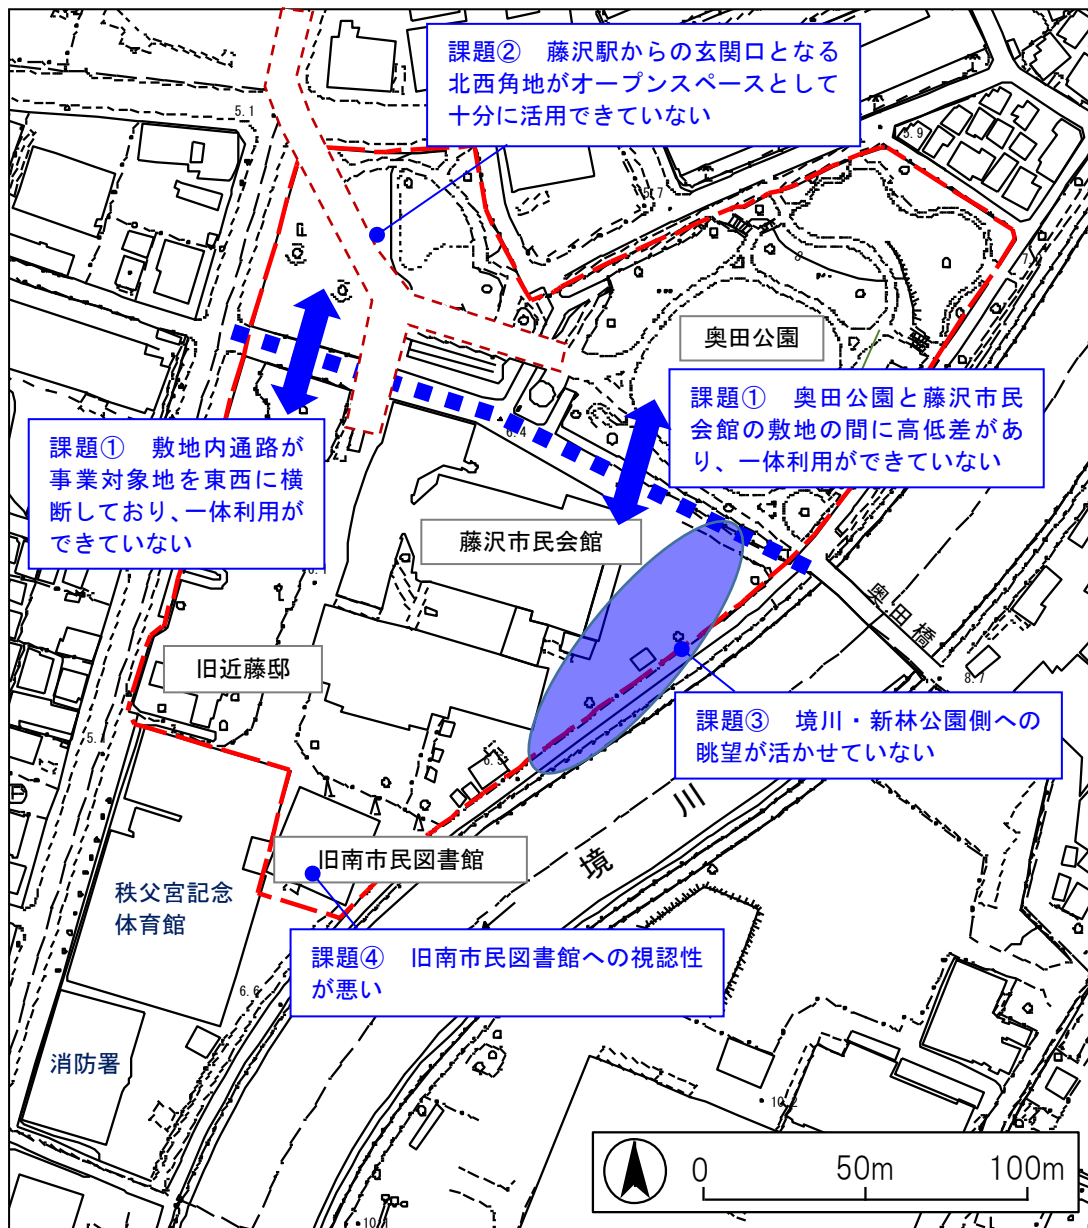 課題② 藤沢駅からの玄関口となる
北西角地がオープンスペースとして
十分に活用できていない
5.1
5.9
5.7
奥田公園
課題① 奥田公園と藤沢市民
会館の敷地の間に高低差があ
り、一体利用ができていない
課題① 敷地内通路が
事業対象地を東西に横
断しており、一体利用が
できていない
6.4
藤沢市民会館
奥田橋
8.7
旧近藤邸
課題③ 境川・新林公園側への
眺望が活かせていない
境川
旧南市民図書館
秩父宮記念
体育館
課題④ 旧南市民図書館への視認性
が悪い
6.6
消防署
10.2
10.1
0 50m 100m